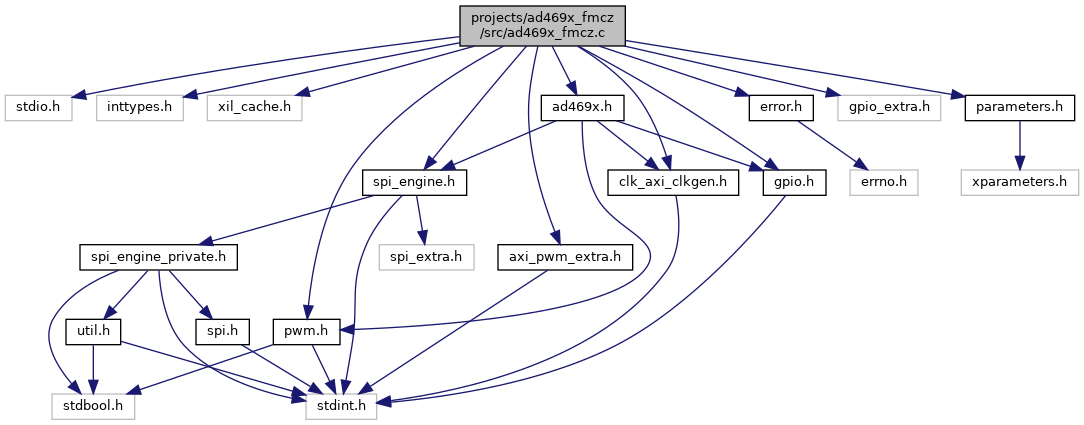 projects/ad469x_fmcz
/src/ad469x_fmcz.c
stdio.h
inttypes.h
xil_cache.h
ad469x.h
error.h
gpio_extra.h
parameters.h
spi_engine.h
clk_axi_clkgen.h
gpio.h
errno.h
xparameters.h
spi_engine_private.h
spi_extra.h
axi_pwm_extra.h
util.h
spi.h
pwm.h
stdbool.h
stdint.h